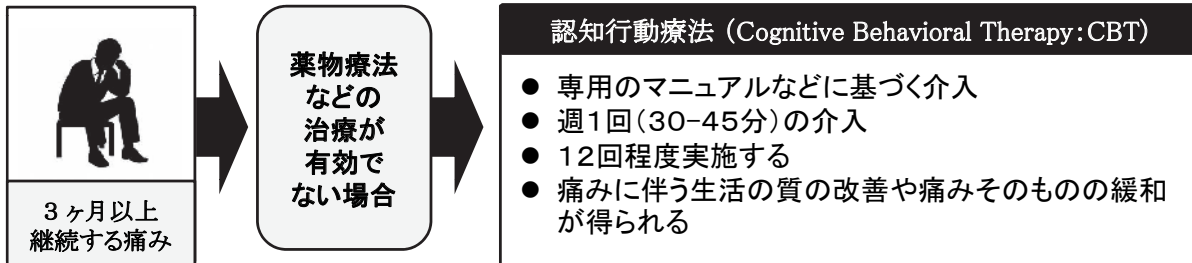 3ヶ月以上
継続する痛み
薬物療法
などの
治療が
有効で
ない場合
認知行動療法（Cognitive Behavioral Therapy：CBT）
● 専用のマニュアルなどに基づく介入
● 週１回（30-45分）の介入
● １２回程度実施する
● 痛みに伴う生活の質の改善や痛みそのものの緩和
が得られる